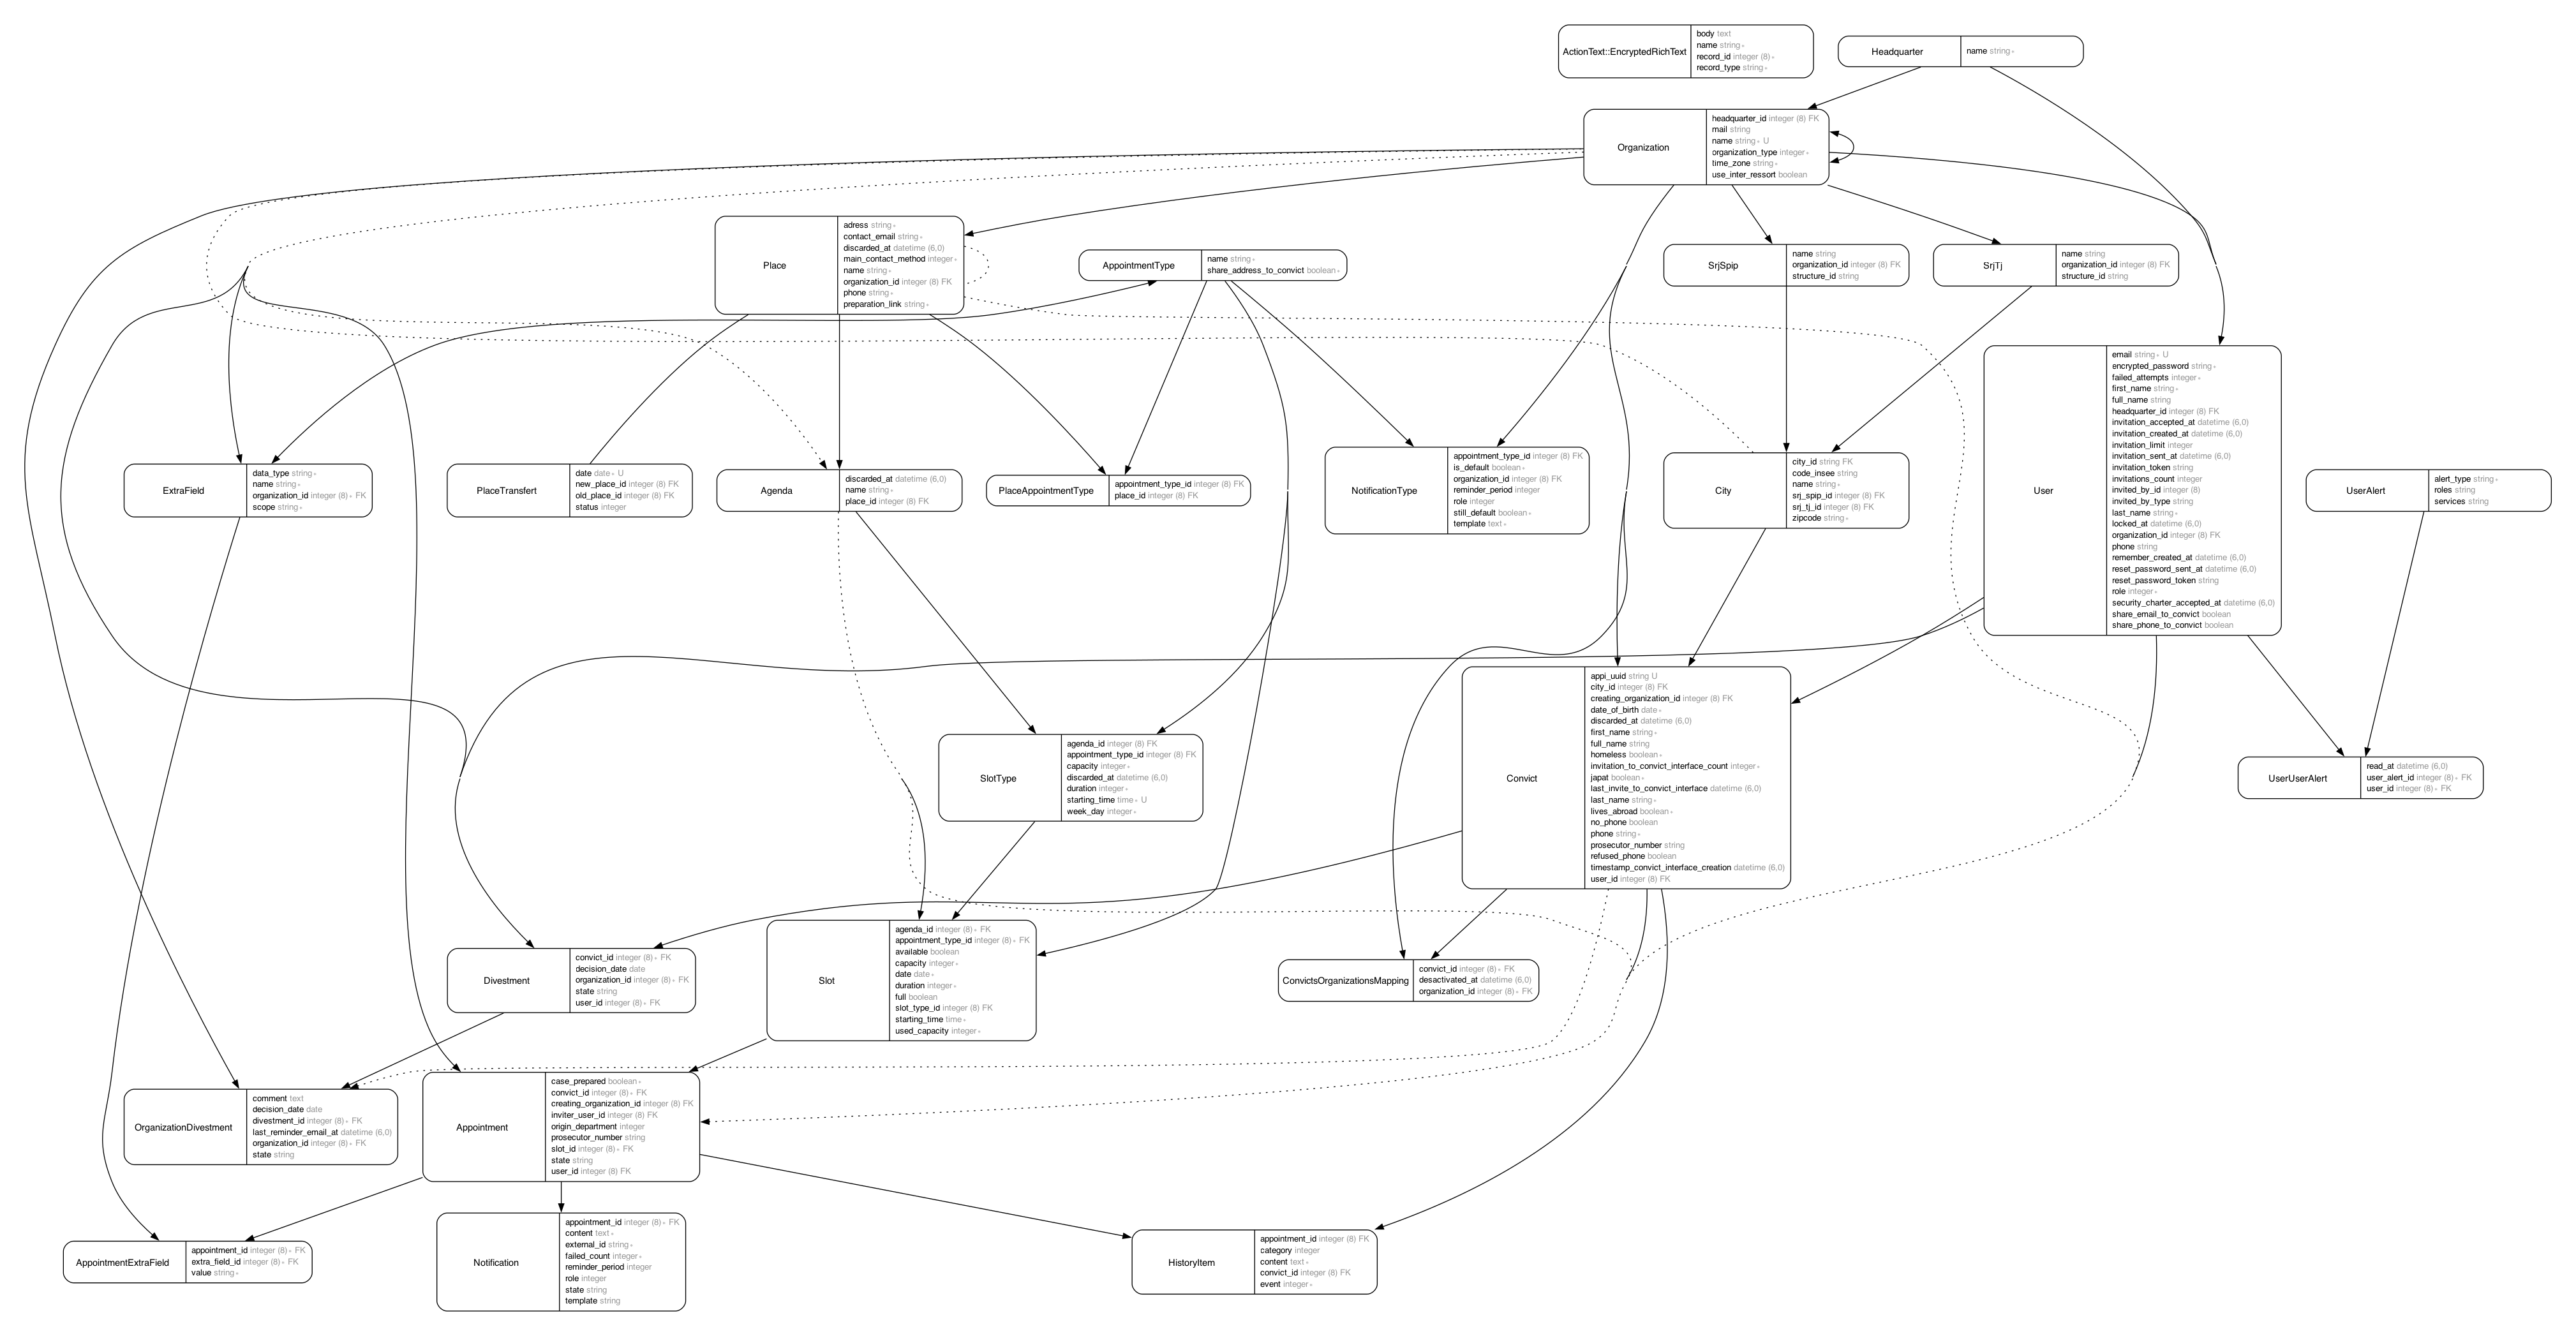 ActionText::EncryptedRichText
body text
name string ∗
record_id integer (8) ∗
record_type string ∗
Headquarter
name string ∗
Organization
headquarter_id integer (8) FK
mail string
name string ∗ U
organization_type integer ∗
time_zone string ∗
use_inter_ressort boolean
Place
adress string ∗
contact_email string ∗
discarded_at datetime (6,0)
main_contact_method integer ∗
name string ∗
organization_id integer (8) FK
phone string ∗
preparation_link string ∗
AppointmentType
name string ∗
share_address_to_convict boolean ∗
SrjSpip
name string
organization_id integer (8) FK
structure_id string
SrjTj
name string
organization_id integer (8) FK
structure_id string
ExtraField
data_type string ∗
name string ∗
organization_id integer (8) ∗ FK
scope string ∗
PlaceTransfert
date date ∗ U
new_place_id integer (8) FK
old_place_id integer (8) FK
status integer
Agenda
discarded_at datetime (6,0)
name string ∗
place_id integer (8) FK
PlaceAppointmentType
appointment_type_id integer (8) FK
place_id integer (8) FK
NotificationType
appointment_type_id integer (8) FK
is_default boolean ∗
organization_id integer (8) FK
reminder_period integer
role integer
still_default boolean ∗
template text ∗
City
city_id string FK
code_insee string
name string ∗
srj_spip_id integer (8) FK
srj_tj_id integer (8) FK
zipcode string ∗
User
email string ∗ U
encrypted_password string ∗
failed_attempts integer ∗
first_name string ∗
full_name string
headquarter_id integer (8) FK
invitation_accepted_at datetime (6,0)
invitation_created_at datetime (6,0)
invitation_limit integer
invitation_sent_at datetime (6,0)
invitation_token string
invitations_count integer
invited_by_id integer (8)
invited_by_type string
last_name string ∗
locked_at datetime (6,0)
organization_id integer (8) FK
phone string
remember_created_at datetime (6,0)
reset_password_sent_at datetime (6,0)
reset_password_token string
role integer ∗
security_charter_accepted_at datetime (6,0)
share_email_to_convict boolean
share_phone_to_convict boolean
UserAlert
alert_type string ∗
roles string
services string
Convict
appi_uuid string U
city_id integer (8) FK
creating_organization_id integer (8) FK
date_of_birth date ∗
discarded_at datetime (6,0)
first_name string ∗
full_name string
homeless boolean ∗
invitation_to_convict_interface_count integer ∗
japat boolean ∗
last_invite_to_convict_interface datetime (6,0)
last_name string ∗
lives_abroad boolean ∗
no_phone boolean
phone string ∗
prosecutor_number string
refused_phone boolean
timestamp_convict_interface_creation datetime (6,0)
user_id integer (8) FK
SlotType
agenda_id integer (8) FK
appointment_type_id integer (8) FK
capacity integer ∗
discarded_at datetime (6,0)
duration integer ∗
starting_time time ∗ U
week_day integer ∗
UserUserAlert
read_at datetime (6,0)
user_alert_id integer (8) ∗ FK
user_id integer (8) ∗ FK
Divestment
convict_id integer (8) ∗ FK
decision_date date
organization_id integer (8) ∗ FK
state string
user_id integer (8) ∗ FK
Slot
agenda_id integer (8) ∗ FK
appointment_type_id integer (8) ∗ FK
available boolean
capacity integer ∗
date date ∗
duration integer ∗
full boolean
slot_type_id integer (8) FK
starting_time time ∗
used_capacity integer ∗
ConvictsOrganizationsMapping
convict_id integer (8) ∗ FK
desactivated_at datetime (6,0)
organization_id integer (8) ∗ FK
OrganizationDivestment
comment text
decision_date date
divestment_id integer (8) ∗ FK
last_reminder_email_at datetime (6,0)
organization_id integer (8) ∗ FK
state string
Appointment
case_prepared boolean ∗
convict_id integer (8) ∗ FK
creating_organization_id integer (8) FK
inviter_user_id integer (8) FK
origin_department integer
prosecutor_number string
slot_id integer (8) ∗ FK
state string
user_id integer (8) FK
AppointmentExtraField
appointment_id integer (8) ∗ FK
extra_field_id integer (8) ∗ FK
value string ∗
Notification
appointment_id integer (8) ∗ FK
content text ∗
external_id string ∗
failed_count integer ∗
reminder_period integer
role integer
state string
template string
HistoryItem
appointment_id integer (8) FK
category integer
content text ∗
convict_id integer (8) FK
event integer ∗